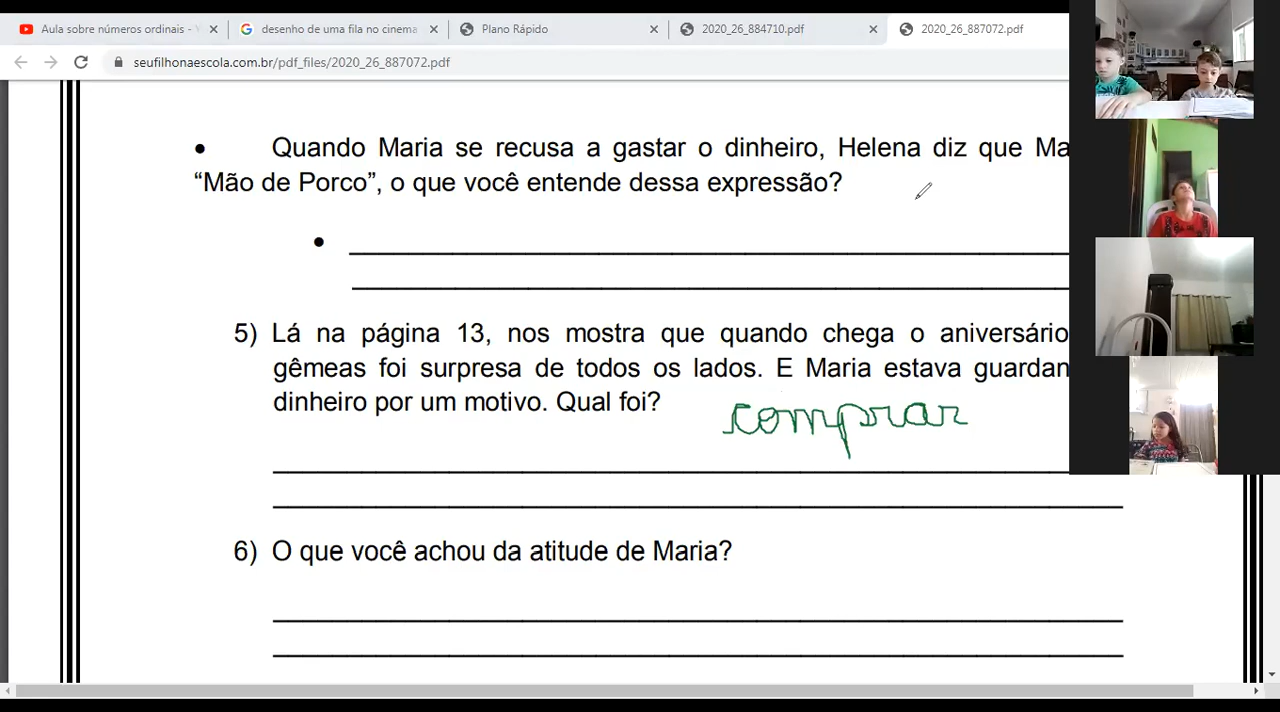 Aula sobre números ordinais -
desenho de uma fila no cinema
Plano Rápido
2020_26_884710.pdf
2020_26_887072.pdf
seufilhonaescola.com.br/pdf_files/2020_26_887072.pdf
• Quando Maria se recusa a gastar o dinheiro, Helena diz que Ma
“Mão de Porco”, o que você entende dessa expressão?
5) Lá na página 13, nos mostra que quando chega o aniversário
gêmeas foi surpresa de todos os lados. E Maria estava guardan
dinheiro por um motivo. Qual foi?
comprar
6) O que você achou da atitude de Maria?